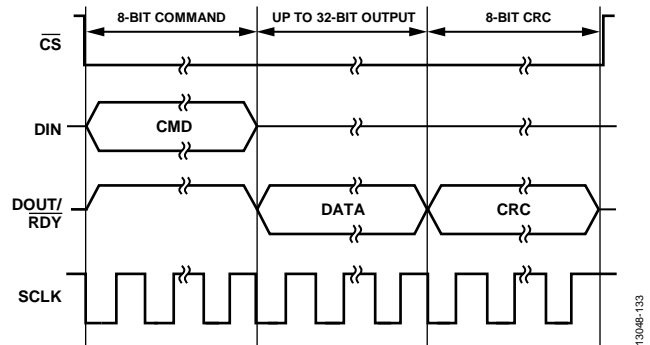 8-BIT COMMAND
UP TO 32-BIT OUTPUT
8-BIT CRC
CS
DIN
CMD
DOUT/
RDY
DATA
CRC
SCLK
13048-133